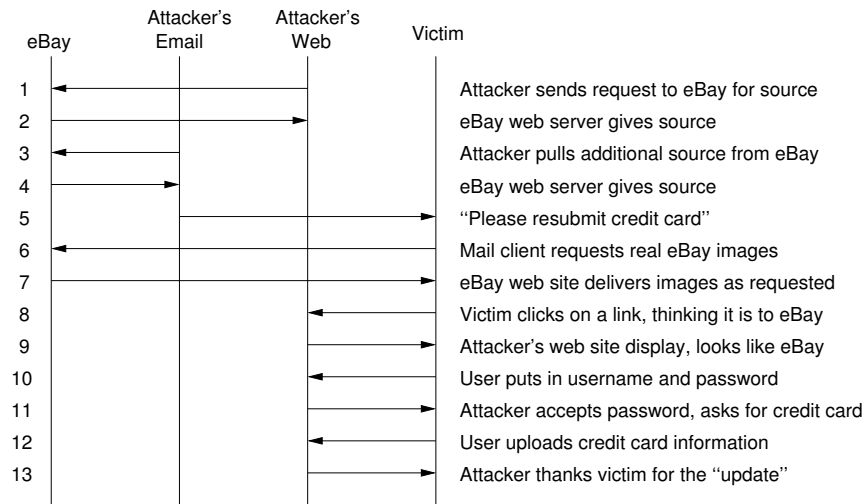 eBay
Attacker's
Email
Attacker's
Web
Victim
1 Attacker sends request to eBay for source
2 eBay web server gives source
3 Attacker pulls additional source from eBay
4 eBay web server gives source
5 ‘‘Please resubmit credit card’’
6 Mail client requests real eBay images
7 eBay web site delivers images as requested
8 Victim clicks on a link, thinking it is to eBay
9 Attacker's web site display, looks like eBay
10 User puts in username and password
11 Attacker accepts password, asks for credit card
12 User uploads credit card information
13 Attacker thanks victim for the ‘‘update’’